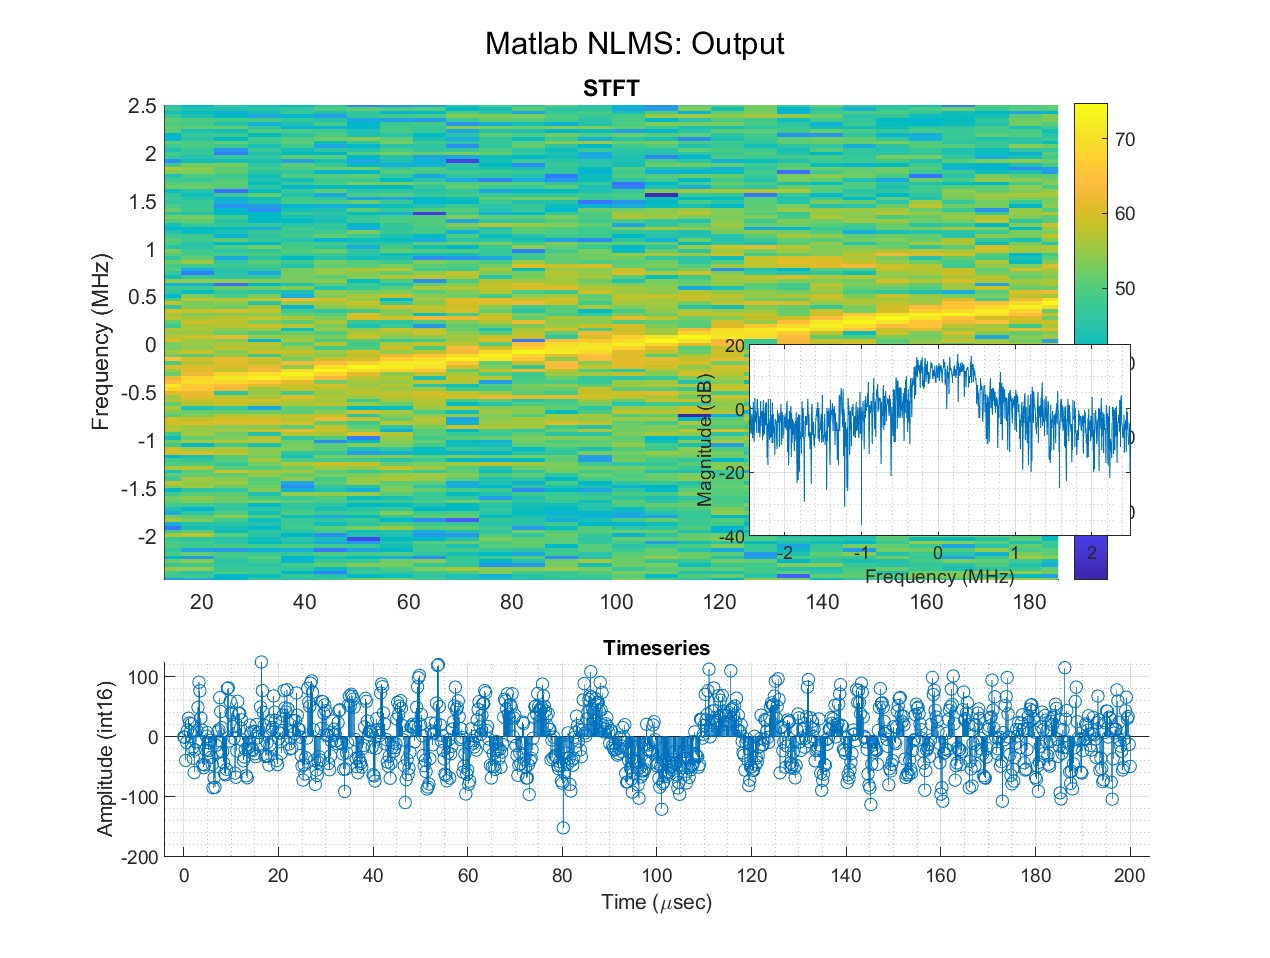 Matlab NLMS: Output
STFT
Frequency (MHz)
2.5
2
1.5
1
0.5
0
-0.5
-1
-1.5
-2
20 40 60 80 100 120 140 160 180
70
60
50
0
0
0
Magnitude (dB)
20
0
-20
-40
-2 -1 0 1 2
Frequency (MHz)
Timeseries
Amplitude (int16)
100
0
-100
-200
0 20 40 60 80 100 120 140 160 180 200
Time (μsec)